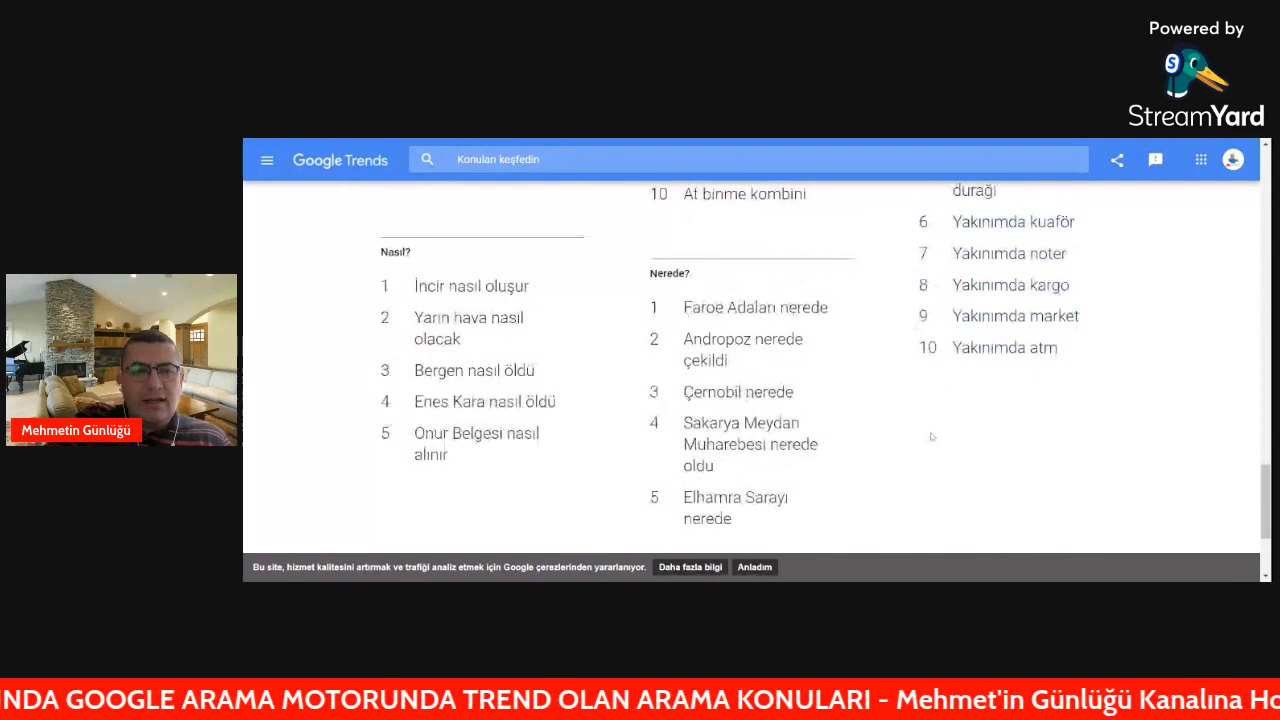 Powered by
S
StreamYard
Google Trends
Konuları keşfedin
Nasıl?
1 İncir nasıl oluşur
2 Yarın hava nasıl
olacak
3 Bergen nasıl öldü
4 Enes Kara nasıl öldü
5 Onur Belgesi nasıl
alınır
10 At binme kombini
Nerede?
1 Faroe Adaları nerede
2 Andropoz nerede
çekildi
3 Çernobil nerede
4 Sakarya Meydan
Muharebesi nerede
oldu
5 Elhamra Sarayı
nerede
durağı
6 Yakınımda kuaför
7 Yakınımda noter
8 Yakınımda kargo
9 Yakınımda market
10 Yakınımda atm
Mehmetin Günlüğü
Bu site, hizmet kalitesini artırmak ve trafiği analiz etmek için Google çerezlerinden yararlanıyor. Daha fazla bilgi Anladım
INDA GOOGLE ARAMA MOTORUNDA TREND OLAN ARAMA KONULARI - Mehmet'in Günlüğü Kanalına Ho